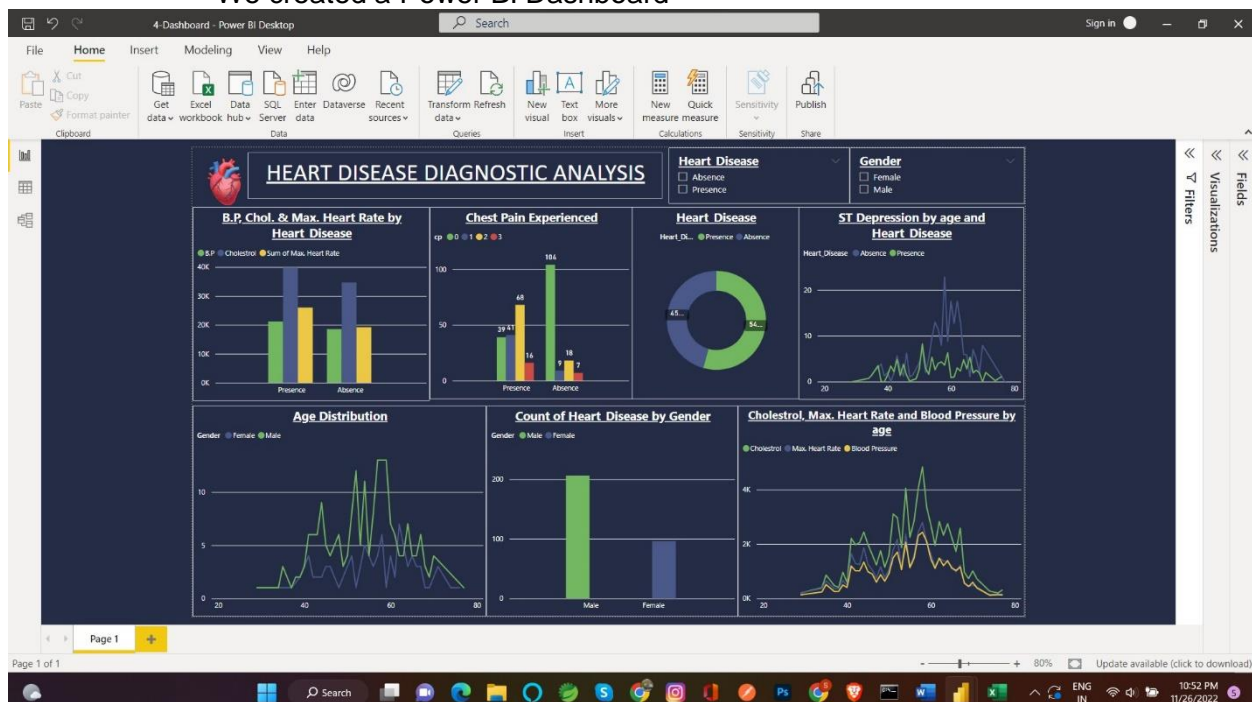 We created a Power BI Dashboard
4-Dashboard - Power BI Desktop
Search
Sign in
File Home Insert Modeling View Help
Paste
Cut
Copy
Format painter
Get data
Excel workbook
Data hub
SQL Server
Enter data
Dataverse
Recent sources
Transform data
Refresh
New visual
Text box
More visuals
New measure
Quick measure
Sensitivity
Publish
Clipboard Data Queries Insert Calculations Sensitivity Share
HEART DISEASE DIAGNOSTIC ANALYSIS
Heart Disease
Absence
Presence
Gender
Female
Male
Filters
Visualizations
Fields
B.P, Chol. & Max. Heart Rate by
Heart Disease
B.P Cholestrol Sum of Max. Heart Rate
40K
30K
20K
10K
0K
Presence Absence
Chest Pain Experienced
cp 0 1 2 3
100
50
0
39 41 68 16
104 9 18 7
Presence Absence
Heart Disease
Heart_Di... Presence Absence
45...
54...
ST Depression by age and
Heart Disease
Heart_Disease Absence Presence
20
10
0
20 40 60 80
Age Distribution
Gender Female Male
10
5
0
20 40 60 80
Count of Heart Disease by Gender
Gender Male Female
200
100
0
Male Female
Cholestrol, Max. Heart Rate and Blood Pressure by
age
Cholestrol Max. Heart Rate Blood Pressure
4K
2K
0K
20 40 60 80
Page 1
+
Page 1 of 1
- + 80% Update available (click to download)
Search
ENG
IN
10:52 PM
11/26/2022